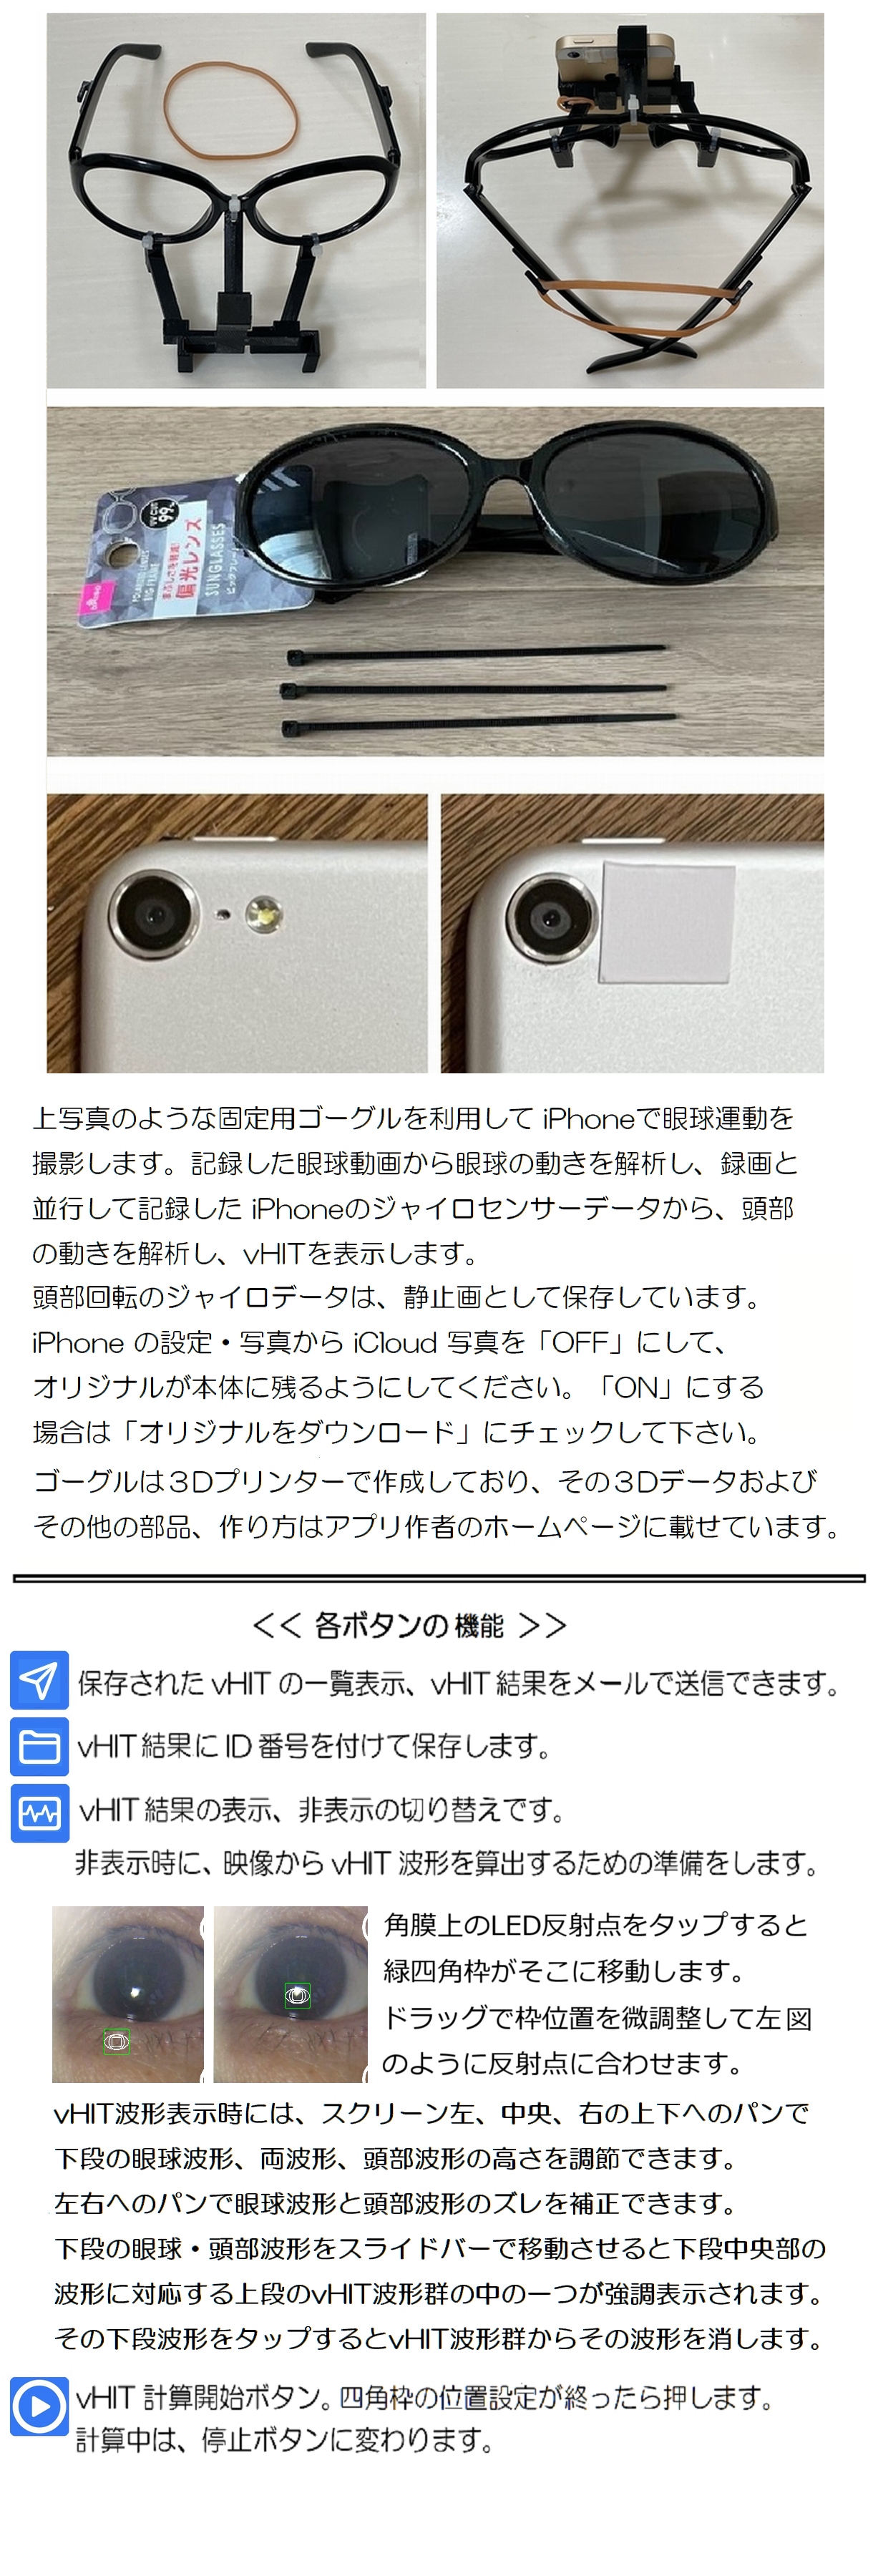 UV CUT
99%
偏光レンズ
SUNGLASSES
上写真のような固定用ゴーグルを利用して iPhoneで眼球運動を
撮影します。記録した眼球動画から眼球の動きを解析し、録画と
並行して記録した iPhoneのジャイロセンサーデータから、頭部
の動きを解析し、vHITを表示します。
頭部回転のジャイロデータは、静止画として保存しています。
iPhone の設定・写真から iCloud 写真を「OFF」にして、
オリジナルが本体に残るようにしてください。「ON」にする
場合は「オリジナルをダウンロード」にチェックして下さい。
ゴーグルは３Dプリンターで作成しており、その３Dデータおよび
その他の部品、作り方はアプリ作者のホームページに載せています。
<< 各ボタンの 機能 >>
保存された vHIT の一覧表示、vHIT 結果をメールで送信できます。
vHIT 結果に ID 番号を付けて保存します。
vHIT 結果の表示、非表示の切り替えです。
非表示時に、映像から vHIT 波形を算出するための準備をします。
角膜上のLED反射点をタップすると
緑四角枠がそこに移動します。
ドラッグで枠位置を微調整して左図
のように反射点に合わせます。
vHIT波形表示時には、スクリーン左、中央、右の上下へのパンで
下段の眼球波形、両波形、頭部波形の高さを調節できます。
左右へのパンで眼球波形と頭部波形のズレを補正できます。
下段の眼球・頭部波形をスライドバーで移動させると下段中央部の
波形に対応する上段のvHIT波形群の中の一つが強調表示されます。
その下段波形をタップするとvHIT波形群からその波形を消します。
vHIT 計算開始ボタン。四角枠の位置設定が終ったら押します。
計算中は、停止ボタンに変わります。